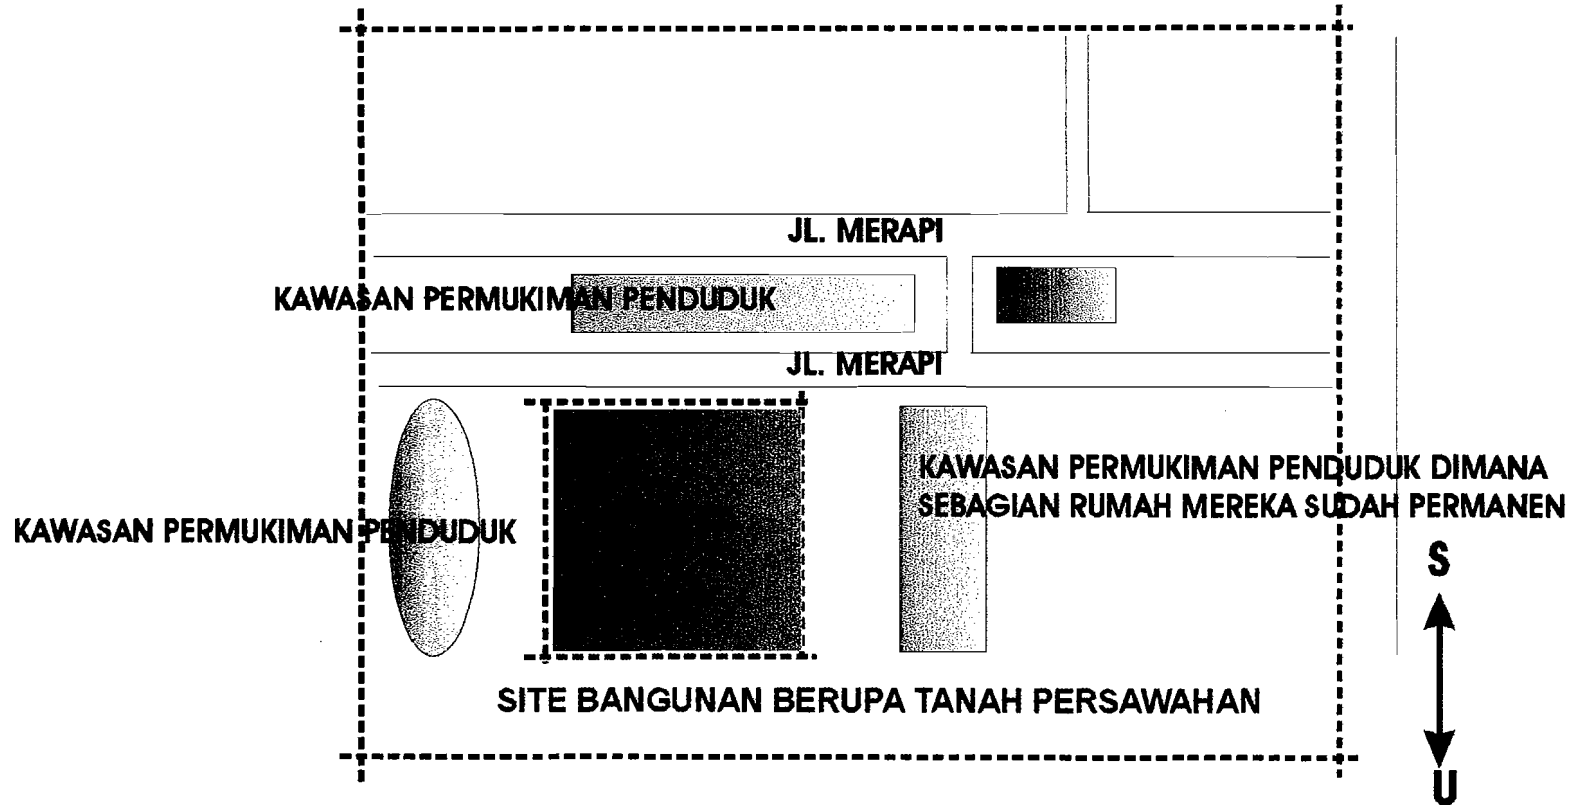 JL. MERAPI
KAWASAN PERMUKIMAN PENDUDUK
JL. MERAPI
KAWASAN PERMUKIMAN PENDUDUK DIMANA
SEBAGIAN RUMAH MEREKA SUDAH PERMANEN
KAWASAN PERMUKIMAN PENDUDUK
S
SITE BANGUNAN BERUPA TANAH PERSAWAHAN
U